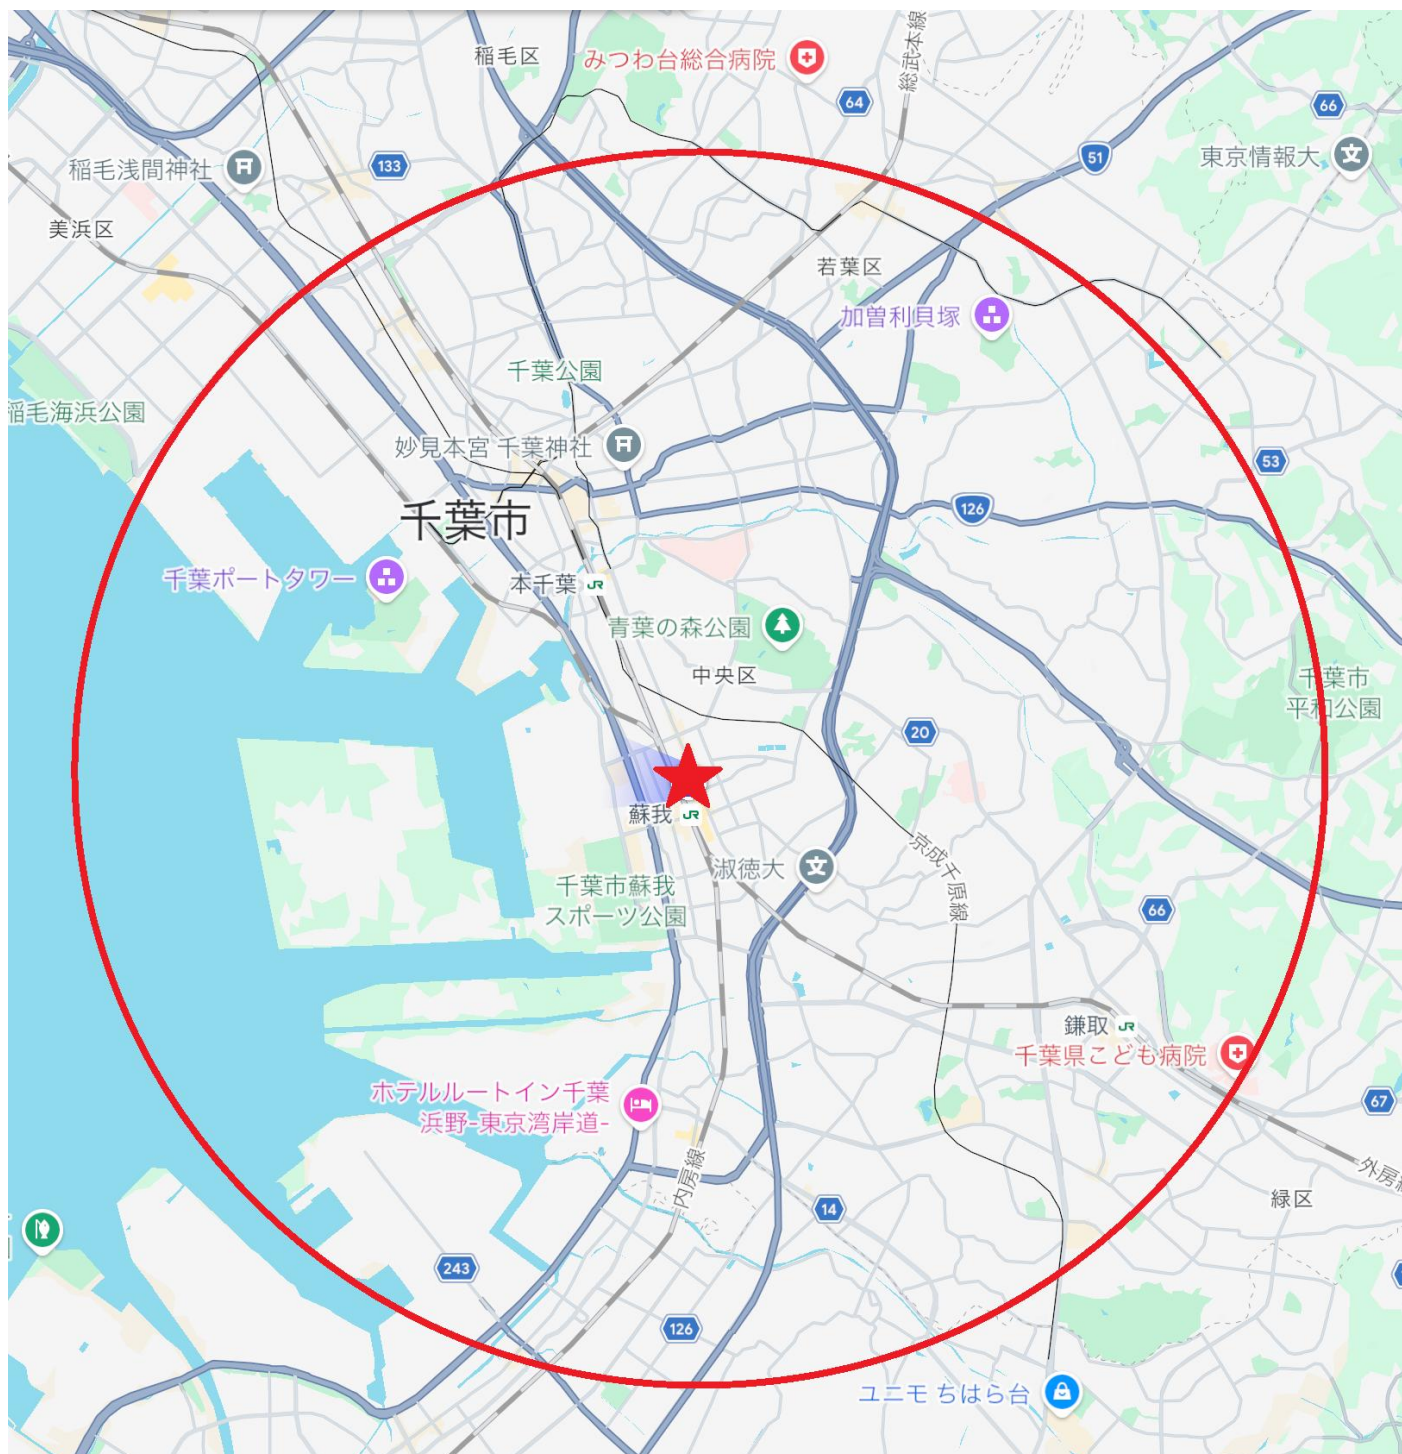 稲毛区
みつわ台総合病院
総武本線
64
66
51
133
稲毛浅間神社
東京情報大
美浜区
若葉区
加曽利貝塚
千葉公園
稲毛海浜公園
妙見本宮 千葉神社
53
千葉市
126
千葉ポートタワー
本千葉 JR
青葉の森公園
中央区
千葉市
平和公園
20
蘇我 JR
淑徳大
京成千原線
千葉市蘇我
スポーツ公園
66
鎌取 JR
千葉県こども病院
ホテルルートイン千葉
浜野-東京湾岸道-
67
内房線
外房線
緑区
14
243
126
ユニモ ちはら台